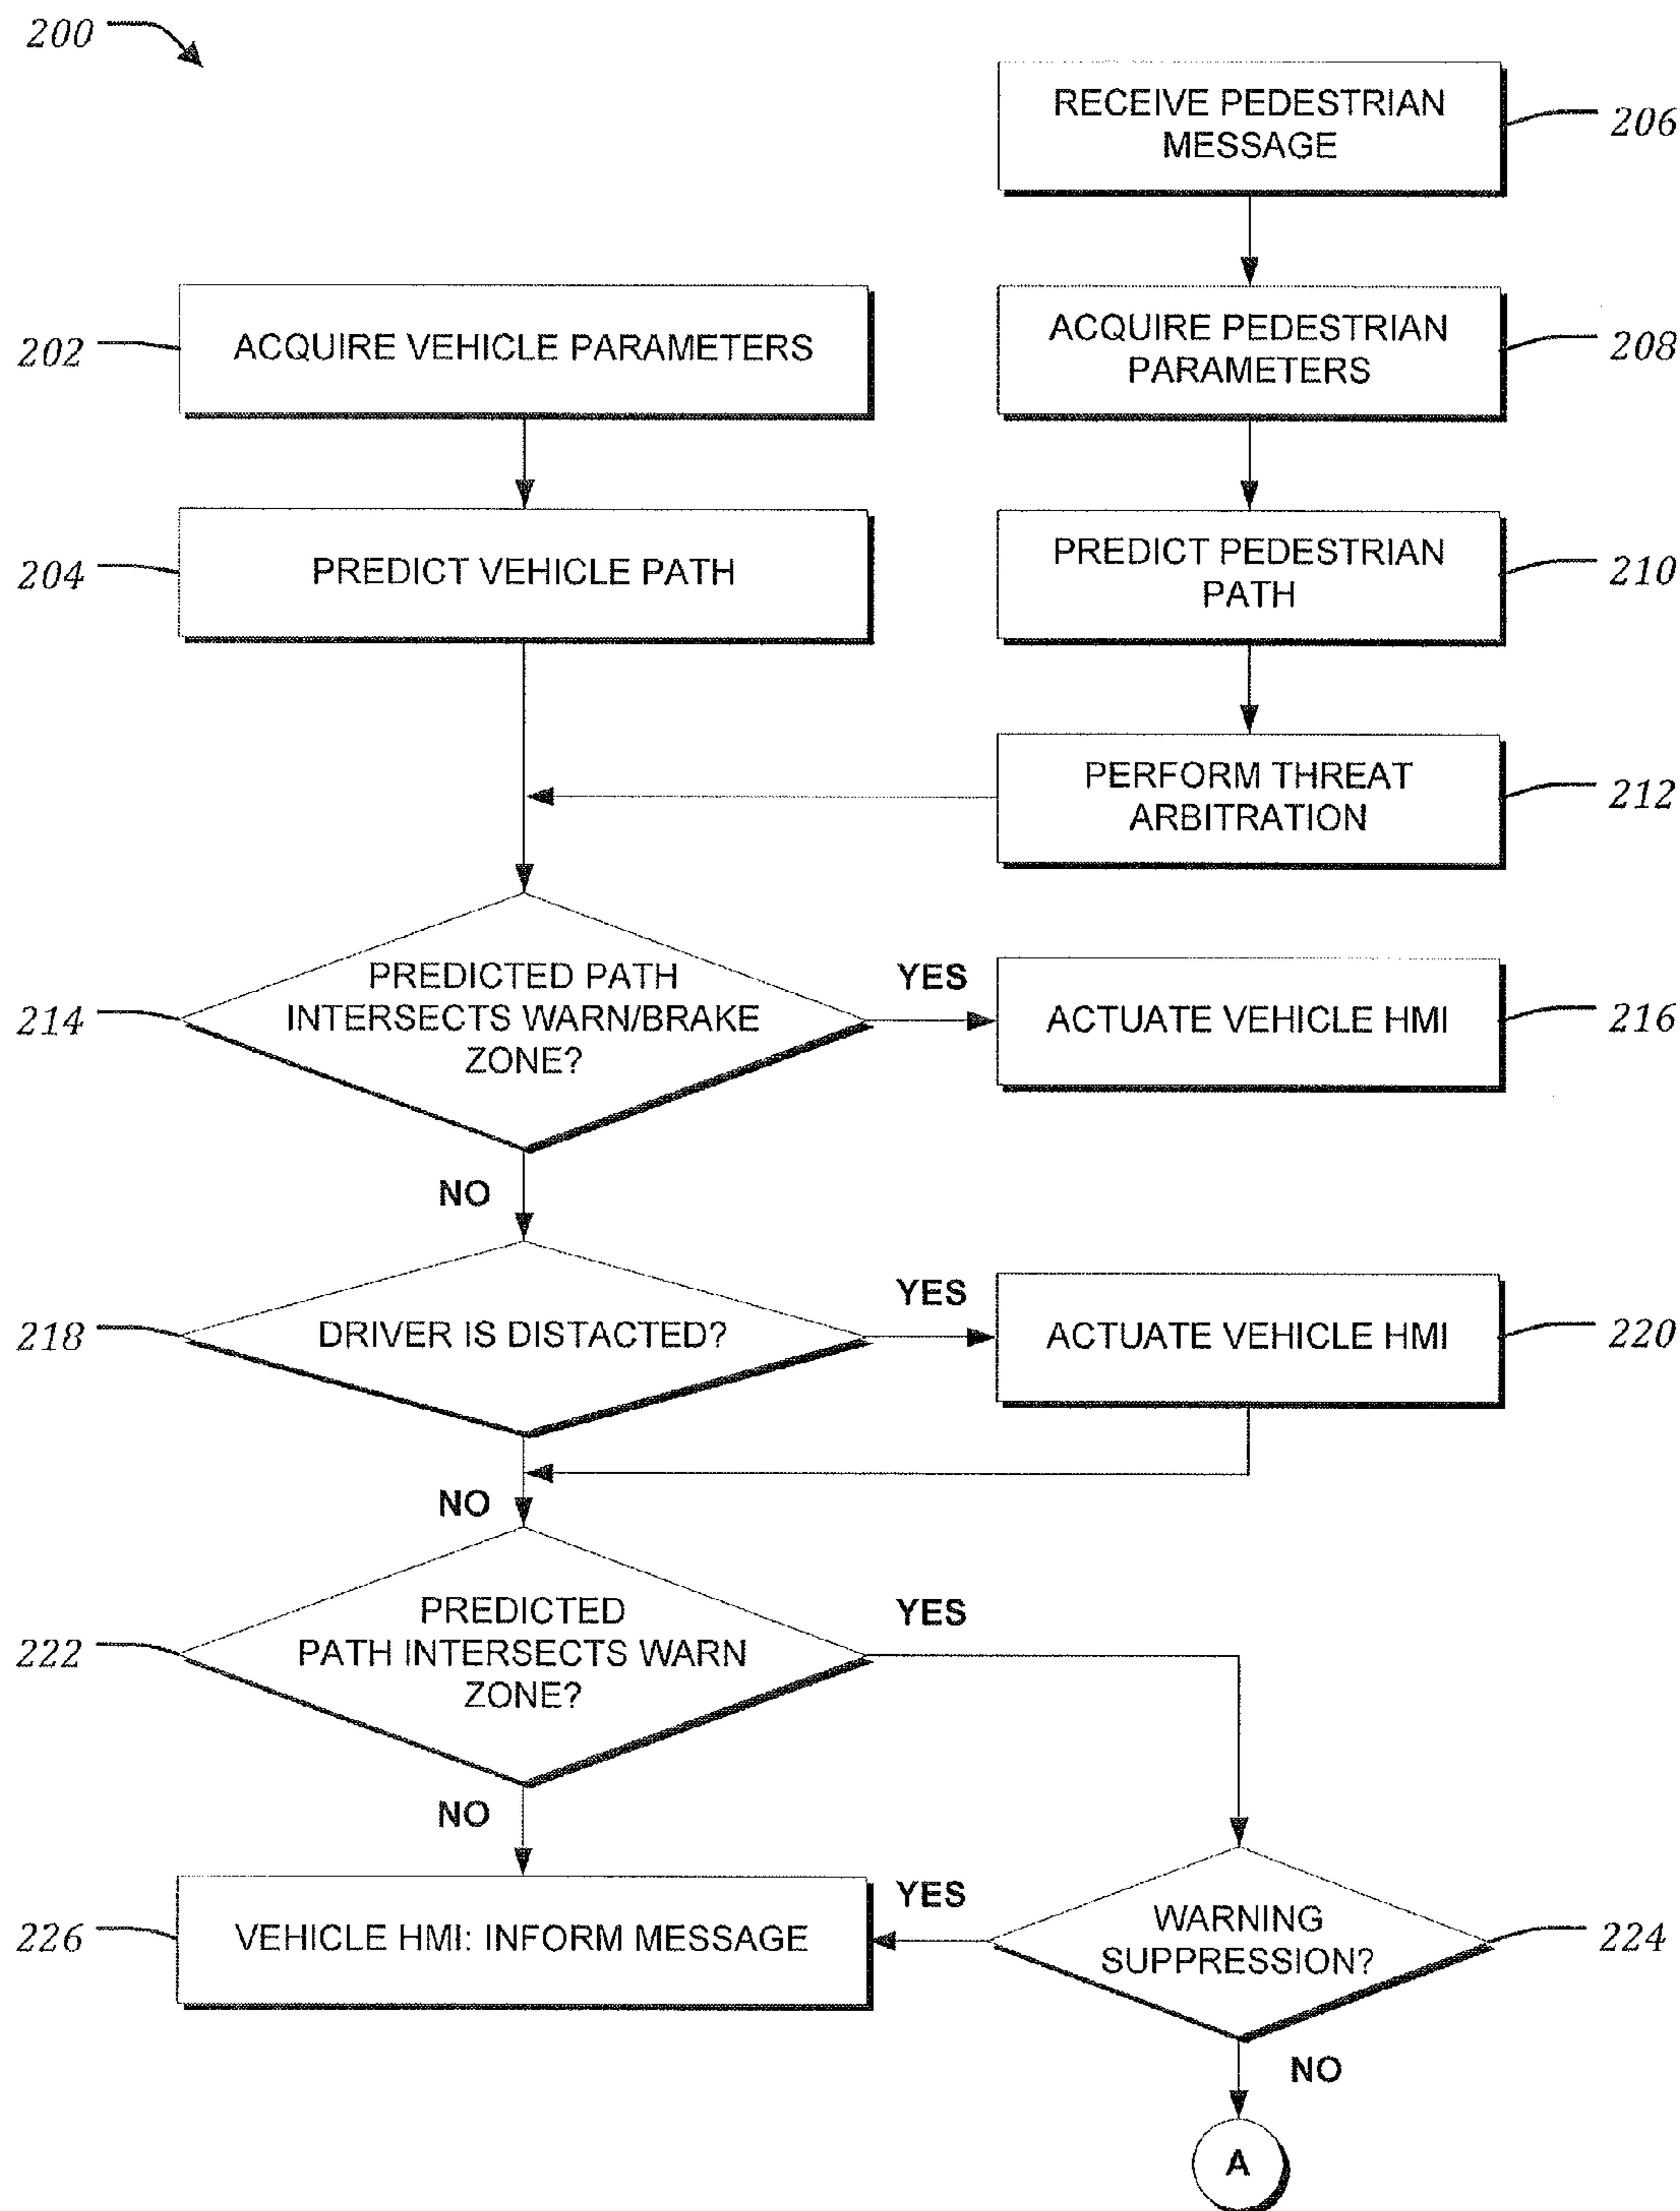 200
RECEIVE PEDESTRIAN
MESSAGE
206
202
ACQUIRE VEHICLE PARAMETERS
ACQUIRE PEDESTRIAN
PARAMETERS
208
204
PREDICT VEHICLE PATH
PREDICT PEDESTRIAN
PATH
210
PERFORM THREAT
ARBITRATION
212
214
PREDICTED PATH
INTERSECTS WARN/BRAKE
ZONE?
YES
ACTUATE VEHICLE HMI
216
NO
218
DRIVER IS DISTACTED?
YES
ACTUATE VEHICLE HMI
220
NO
222
PREDICTED
PATH INTERSECTS WARN
ZONE?
YES
NO
226
VEHICLE HMI: INFORM MESSAGE
YES
WARNING
SUPPRESSION?
224
NO
A